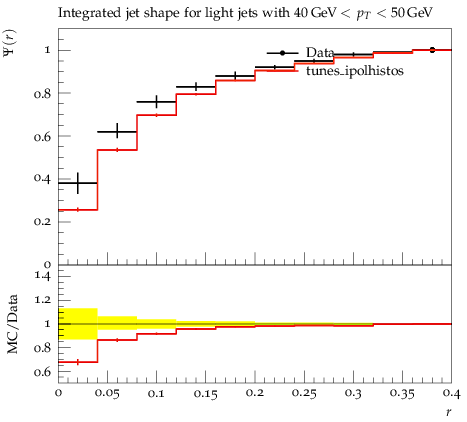 Integrated jet shape for light jets with 40 GeV < p_T < 50 GeV
Ψ(r)
1
0.8
0.6
0.4
0.2
0
Data
tunes_ipolhistos
MC/Data
1.4
1.2
1
0.8
0.6
0 0.05 0.1 0.15 0.2 0.25 0.3 0.35 0.4
r